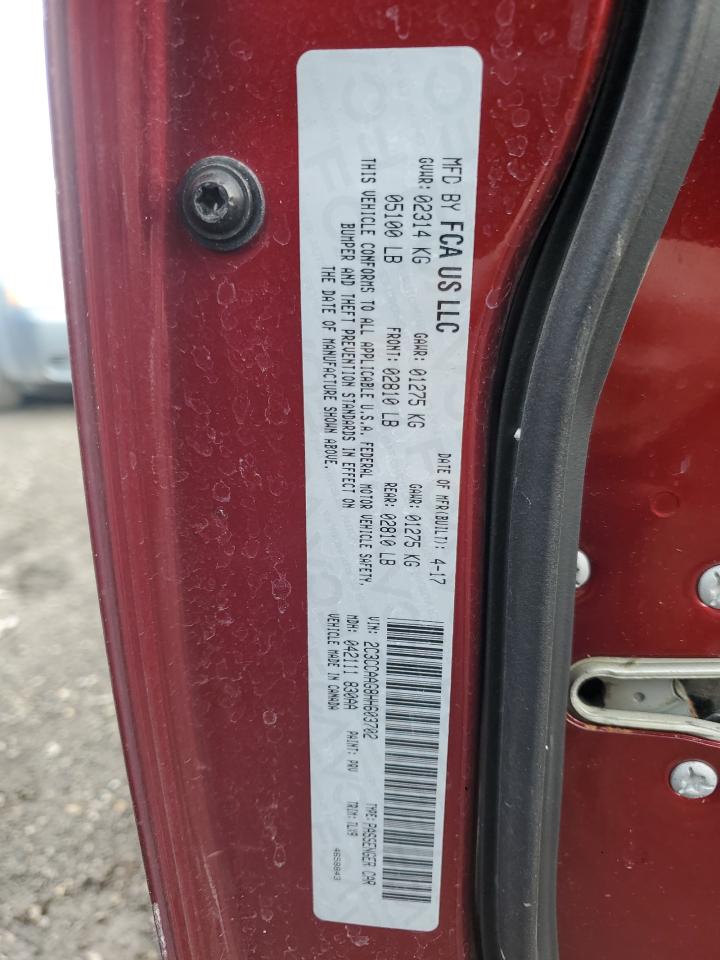 MFD BY FCA US LLC
DATE OF MFR(BUILT): 4-17
GVWR: 02314 KG
05100 LB
GAWR: 01275 KG
FRONT: 02810 LB
GAWR: 01275 KG
REAR: 02810 LB
THIS VEHICLE CONFORMS TO ALL APPLICABLE U.S.A. FEDERAL MOTOR VEHICLE SAFETY,
BUMPER AND THEFT PREVENTION STANDARDS IN EFFECT ON
THE DATE OF MANUFACTURE SHOWN ABOVE.
VIN: 2C3CCAAG8HH603702
TYPE: PASSENGER CAR
MDH: 042111 830AA
PAINT: PRV
TRIM: TLV9
VEHICLE MADE IN CANADA
4658843